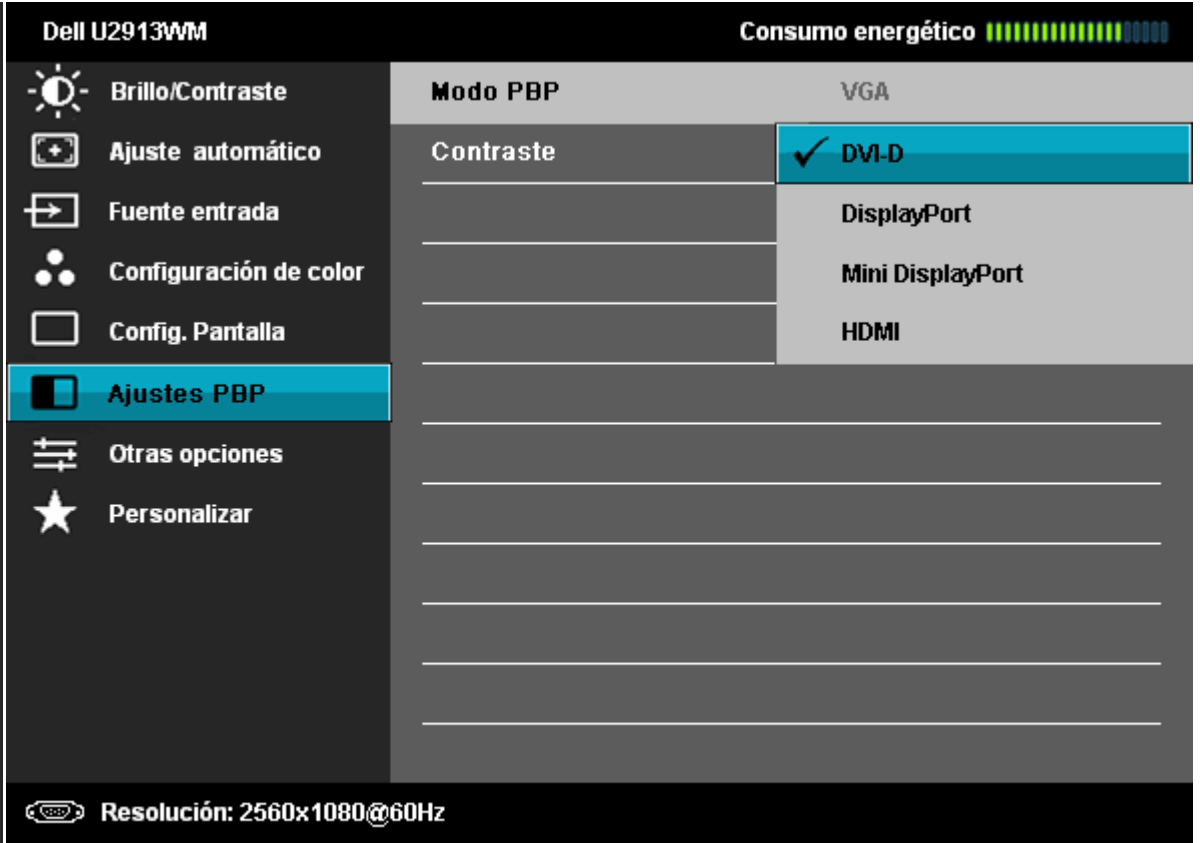 Dell U2913WM
Consumo energético
Brillo/Contraste
Modo PBP
VGA
Ajuste automático
Contraste
DVI-D
Fuente entrada
DisplayPort
Configuración de color
Mini DisplayPort
Config. Pantalla
HDMI
Ajustes PBP
Otras opciones
Personalizar
Resolución: 2560x1080@60Hz